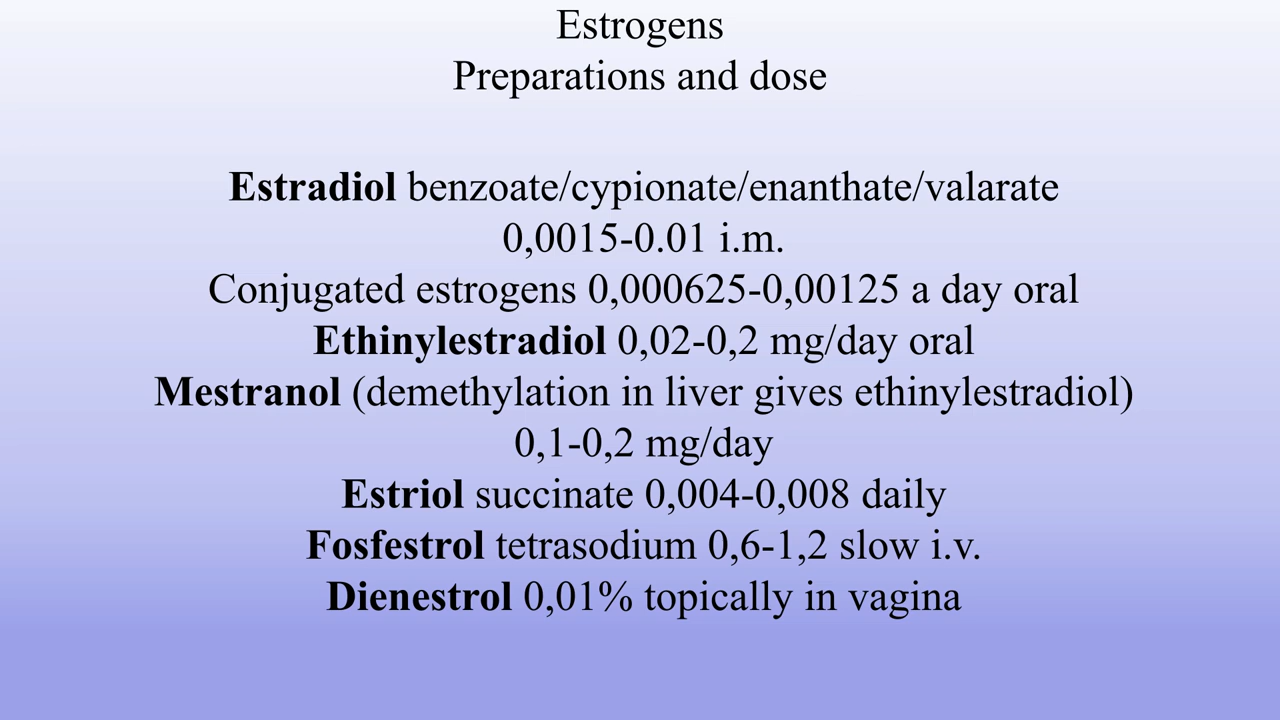 Estrogens
Preparations and dose
Estradiol benzoate/cypionate/enanthate/valarate
0,0015-0.01 i.m.
Conjugated estrogens 0,000625-0,00125 a day oral
Ethinylestradiol 0,02-0,2 mg/day oral
Mestranol (demethylation in liver gives ethinylestradiol)
0,1-0,2 mg/day
Estriol succinate 0,004-0,008 daily
Fosfestrol tetrasodium 0,6-1,2 slow i.v.
Dienestrol 0,01% topically in vagina